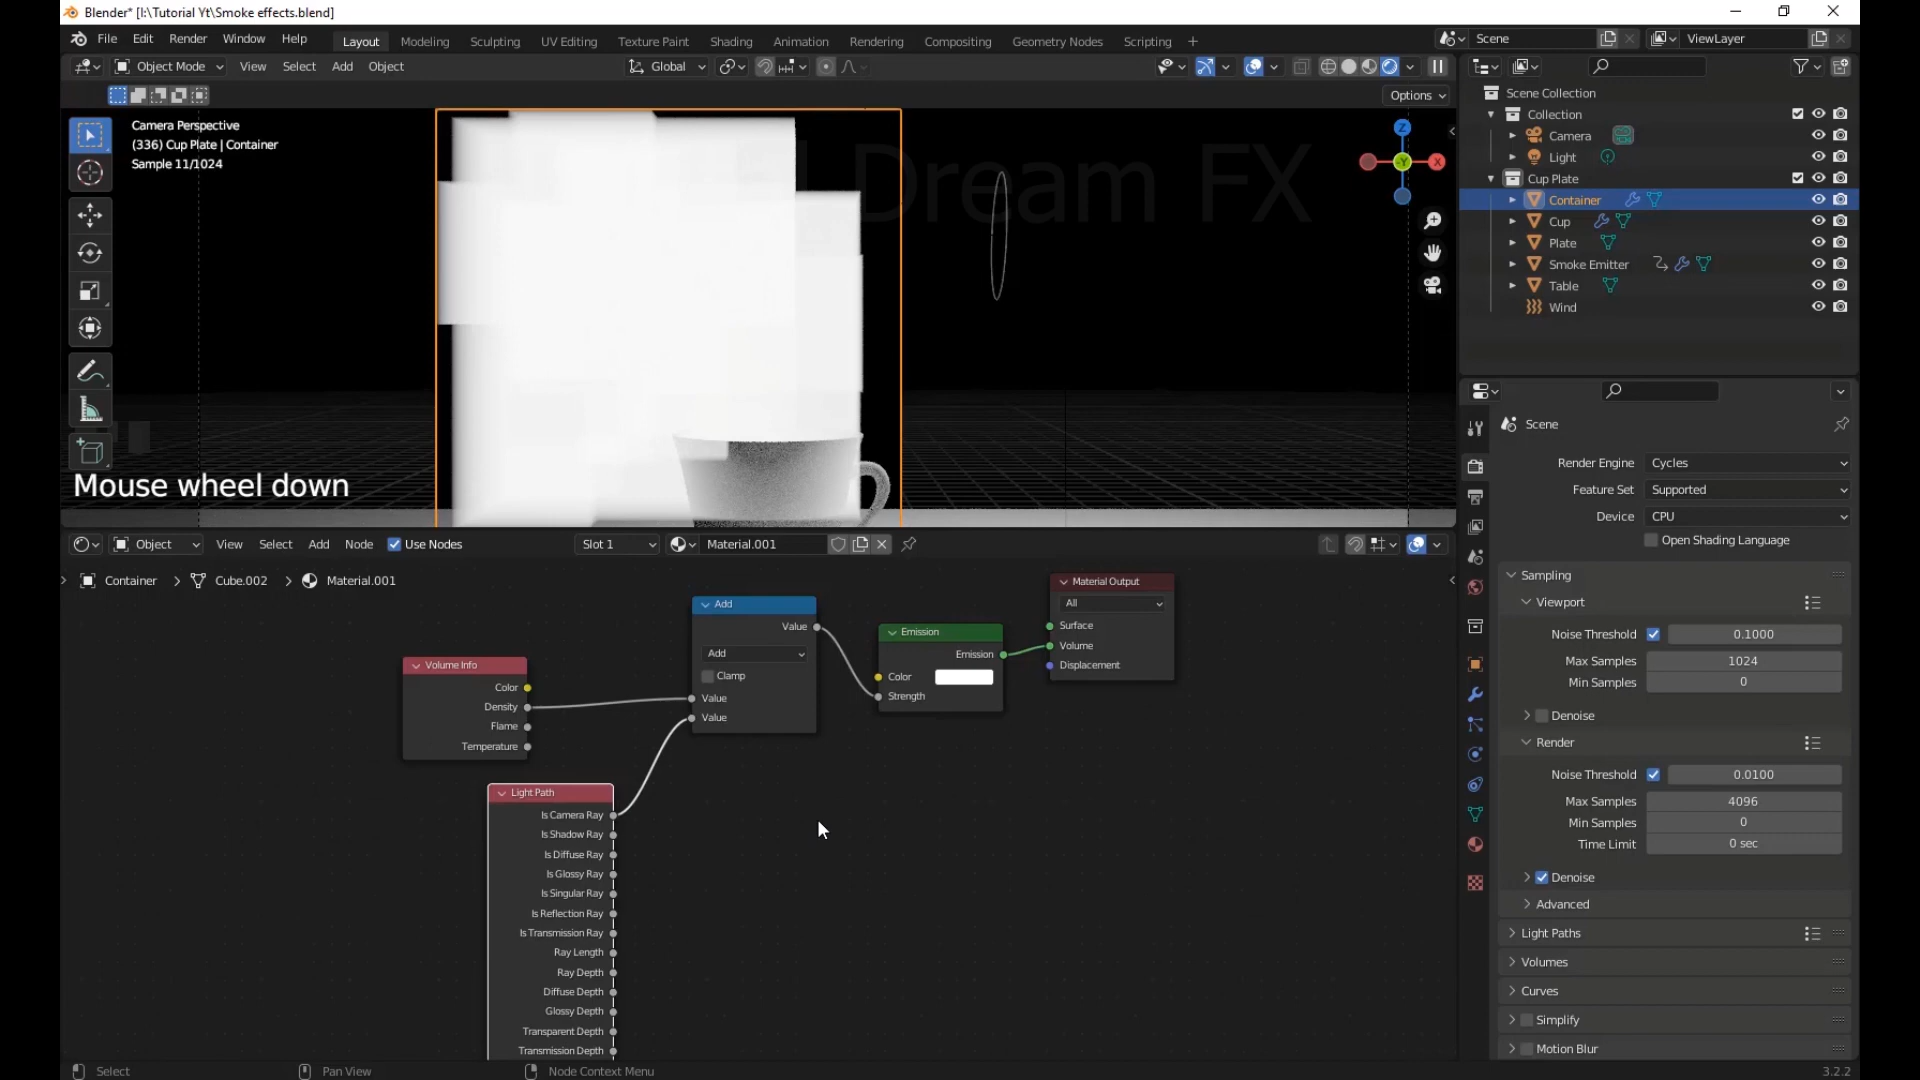 Blender* [I:\Tutorial Yt\Smoke effects.blend]
File Edit Render Window Help Layout Modeling Sculpting UV Editing Texture Paint Shading Animation Rendering Compositing Geometry Nodes Scripting + Scene ViewLayer
Object Mode View Select Add Object Global
Options
Camera Perspective
(336) Cup Plate | Container
Sample 11/1024
Dream FX
Z
-Y
X
Mouse wheel down
Scene Collection
Collection
Camera
Light
Cup Plate
Container
Cup
Plate
Smoke Emitter
Table
Wind
Scene
Render Engine Cycles
Feature Set Supported
Device CPU
Open Shading Language
Sampling
Viewport
Noise Threshold 0.1000
Max Samples 1024
Min Samples 0
Denoise
Render
Noise Threshold 0.0100
Max Samples 4096
Min Samples 0
Time Limit 0 sec
Denoise
Advanced
Light Paths
Volumes
Curves
Simplify
Motion Blur
Object View Select Add Node Use Nodes Slot 1 Material.001
Container > Cube.002 > Material.001
Volume Info
Color
Density
Flame
Temperature
Light Path
Is Camera Ray
Is Shadow Ray
Is Diffuse Ray
Is Glossy Ray
Is Singular Ray
Is Reflection Ray
Is Transmission Ray
Ray Length
Ray Depth
Diffuse Depth
Glossy Depth
Transparent Depth
Transmission Depth
Add
Value
Add
Clamp
Value
Value
Emission
Emission
Color
Strength
Material Output
All
Surface
Volume
Displacement
Select Pan View Node Context Menu 3.2.2